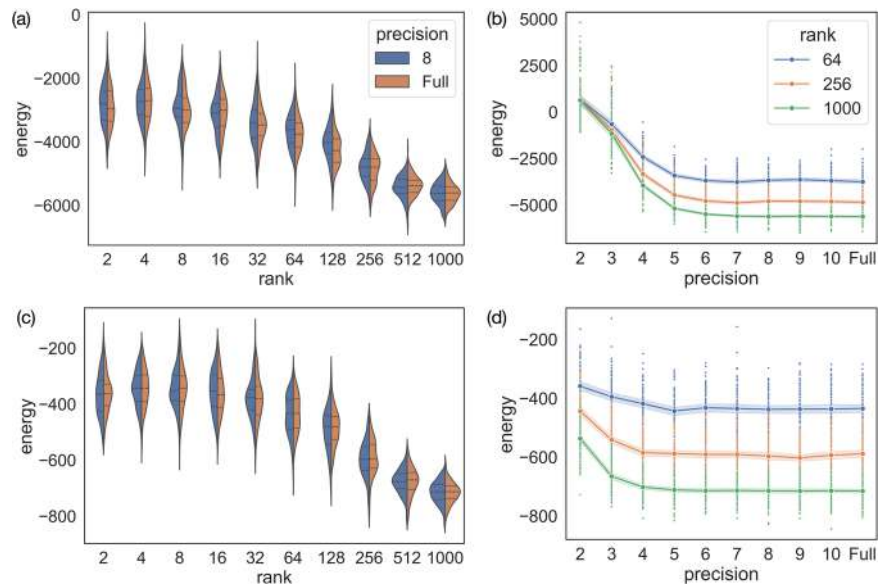 (a)
0
−2000
−4000
−6000
energy
precision
8
Full
2 4 8 16 32 64 128 256 512 1000
rank
(b)
5000
2500
0
−2500
−5000
energy
rank
64
256
1000
2 3 4 5 6 7 8 9 10 Full
precision
(c)
−200
−400
−600
−800
energy
2 4 8 16 32 64 128 256 512 1000
rank
(d)
−200
−400
−600
−800
energy
2 3 4 5 6 7 8 9 10 Full
precision